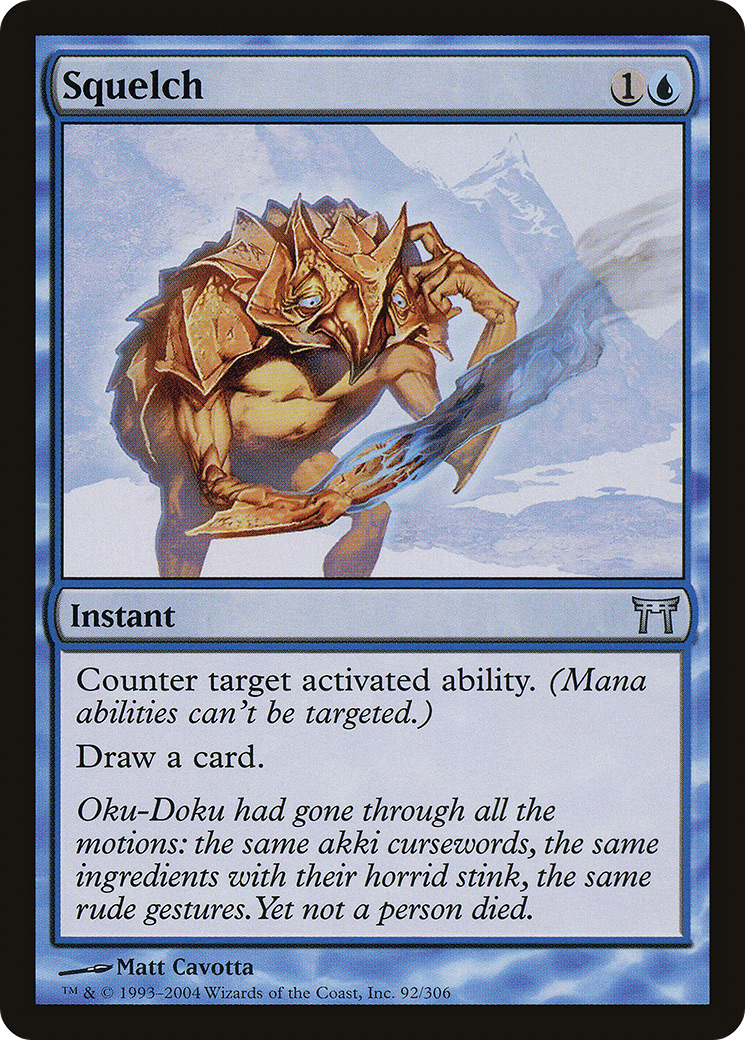 Squelch 1
Instant
Counter target activated ability. (Mana
abilities can't be targeted.)
Draw a card.
Oku-Doku had gone through all the
motions: the same akki cursewords, the same
ingredients with their horrid stink, the same
rude gestures. Yet not a person died.
Matt Cavotta
™ & © 1993–2004 Wizards of the Coast, Inc. 92/306